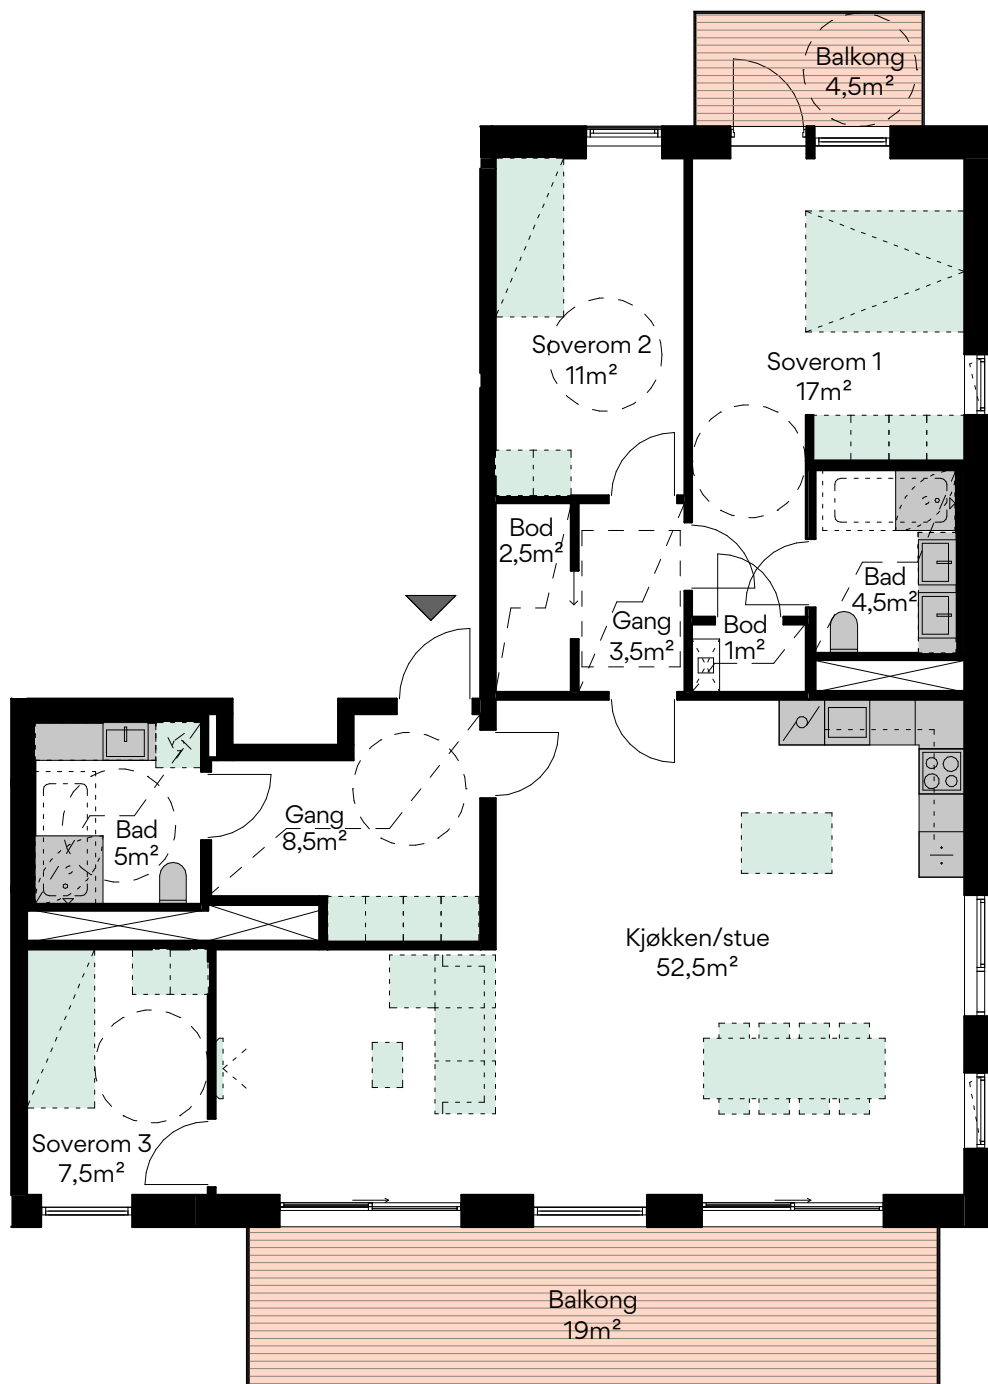 Balkong
4,5m²
Soverom 2
11m²
Soverom 1
17m²
Bod
2,5m²
Bad
4,5m²
Gang
3,5m²
Bod
1m²
Gang
8,5m²
Bad
5m²
Kjøkken/stue
52,5m²
Soverom 3
7,5m²
Balkong
19m²